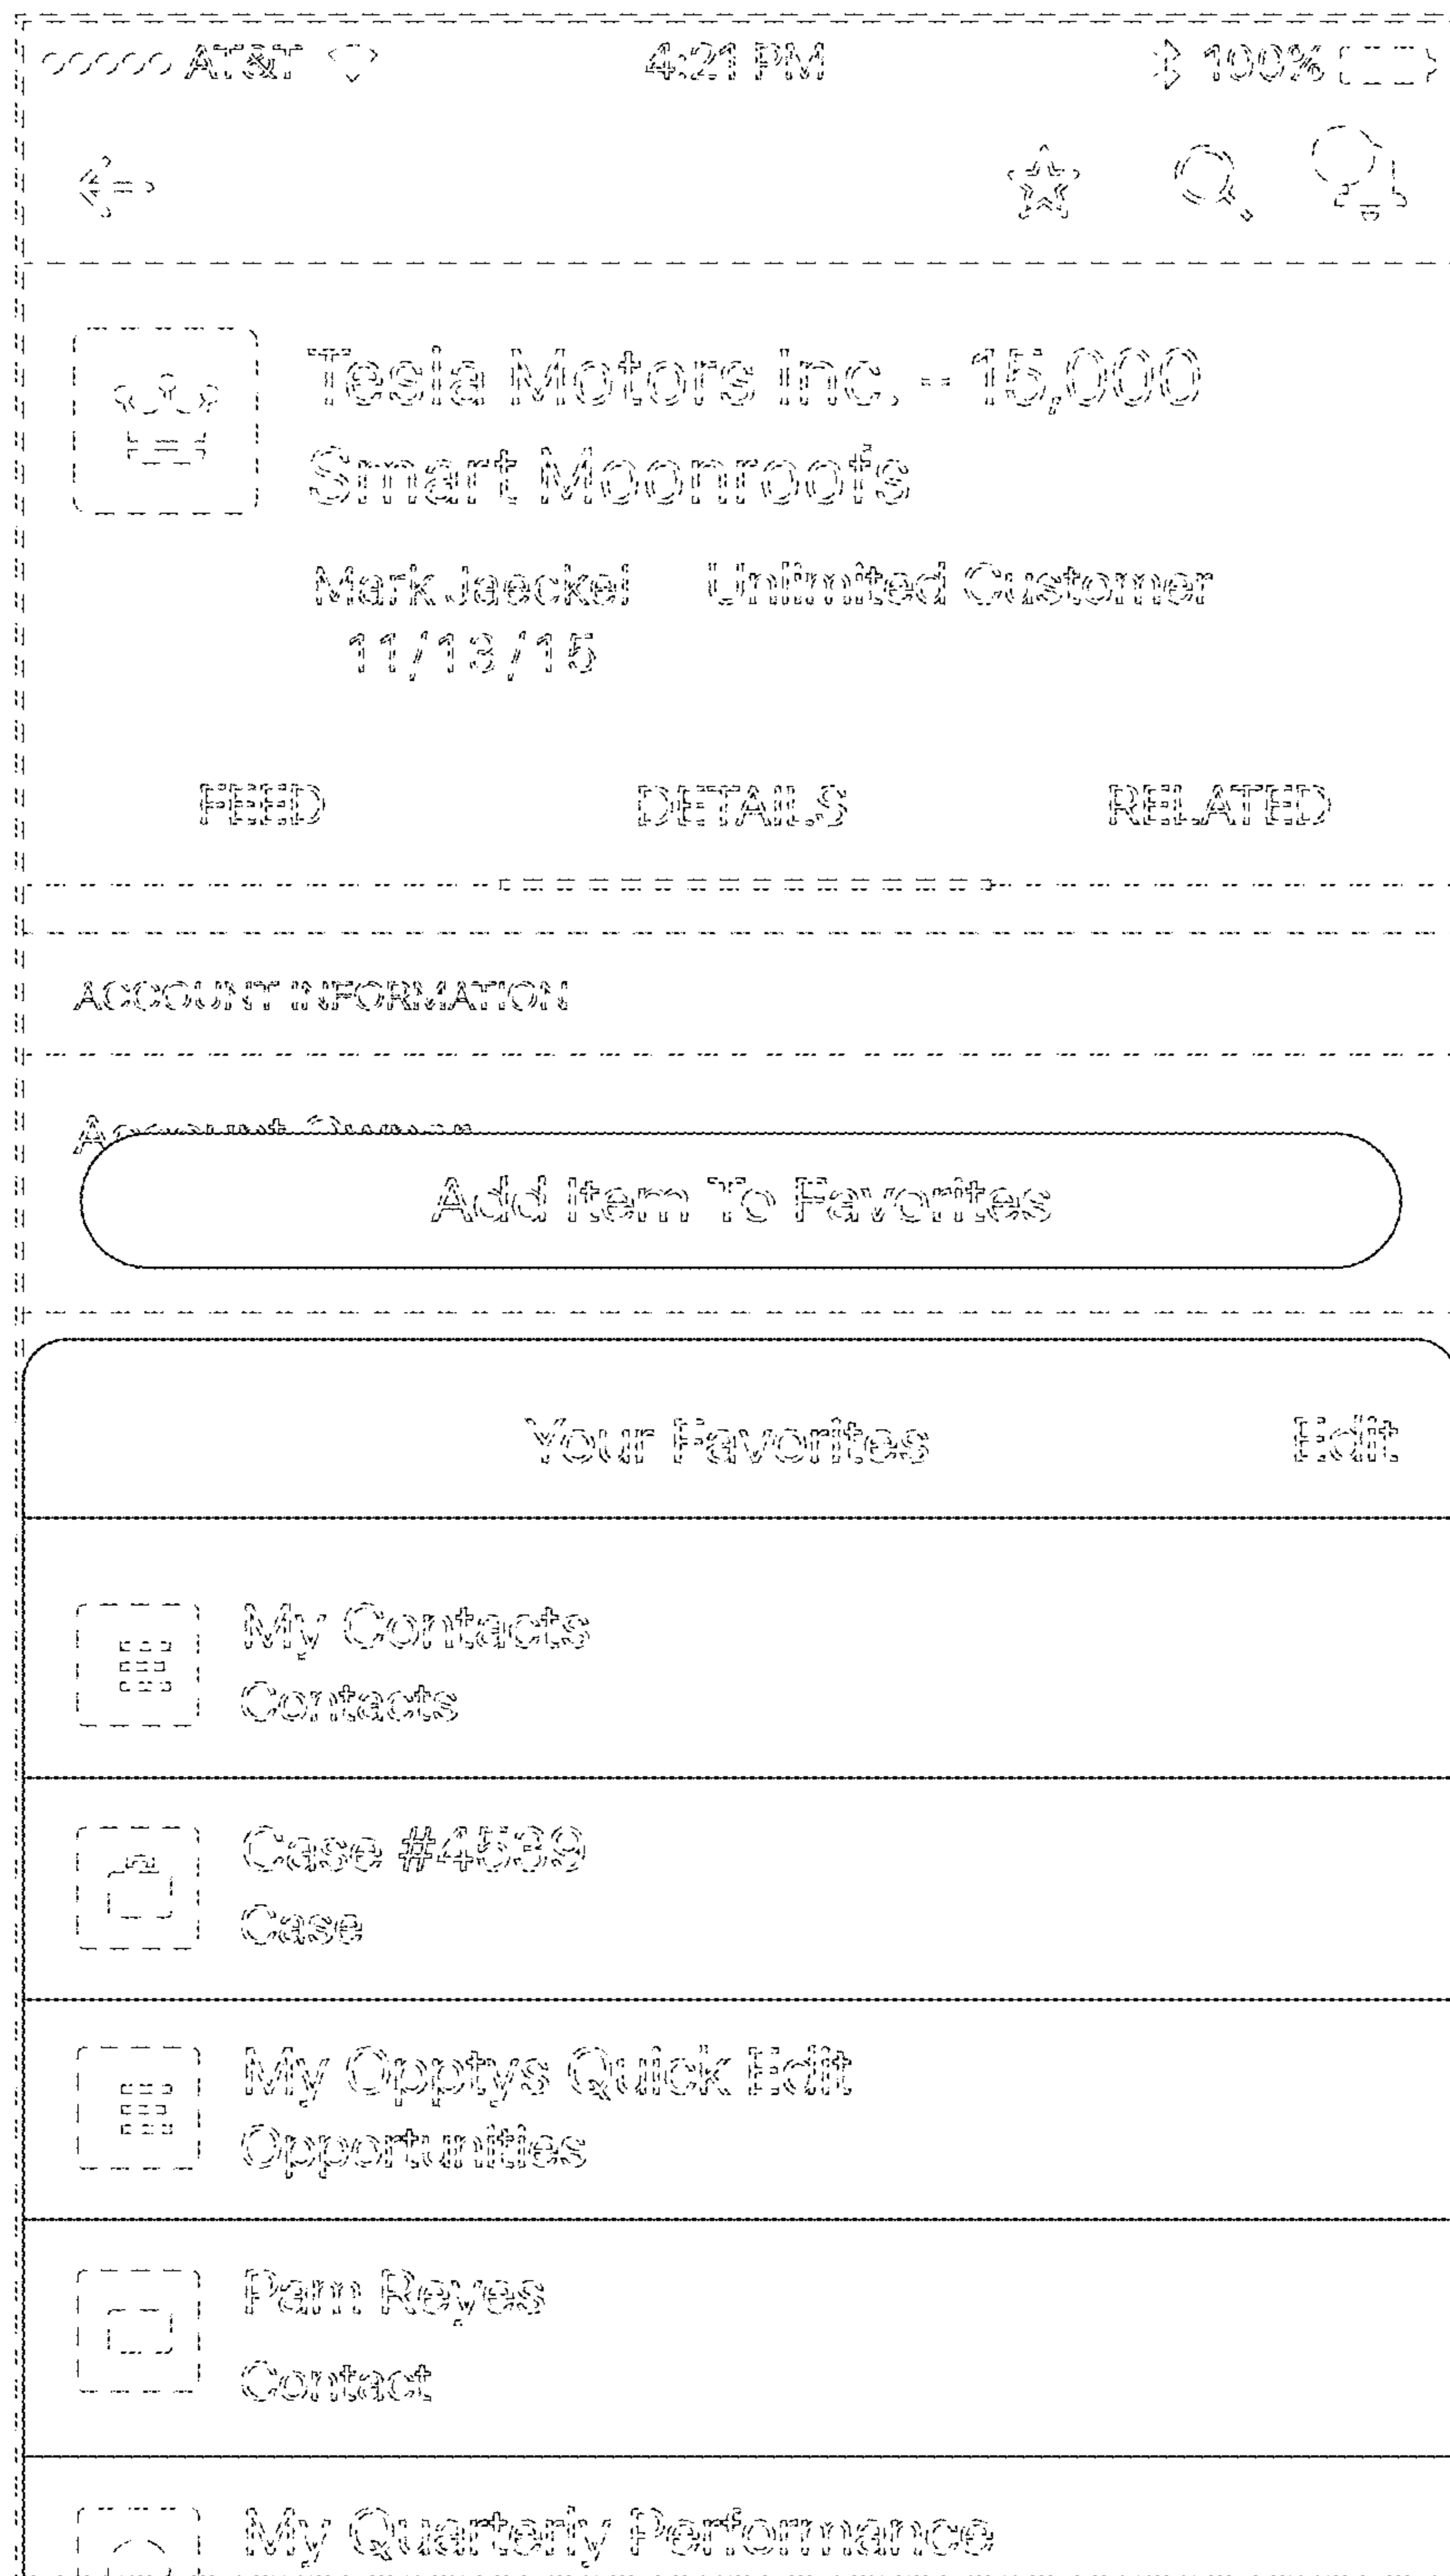 AT&T 4:21 PM 100%
Tesla Motors Inc. -- 15,000
Smart Moonroofs
Mark Jaeckel Unlimited Customer
11/13/15
FEED DETAILS RELATED
ACCOUNT INFORMATION
Account Owner
Add Item To Favorites
Your Favorites Edit
My Contacts
Contacts
Case #4539
Case
My Opptys Quick Edit
Opportunities
Pam Reyes
Contact
My Quarterly Performance